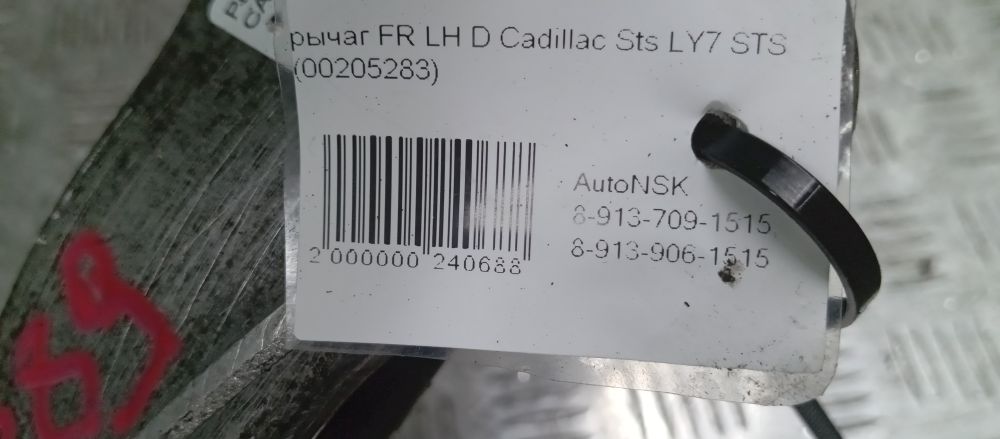 рычаг FR LH D Cadillac Sts LY7 STS
(00205283)
AutoNSK
8-913-709-1515
8-913-906-1515
2 000000 240688